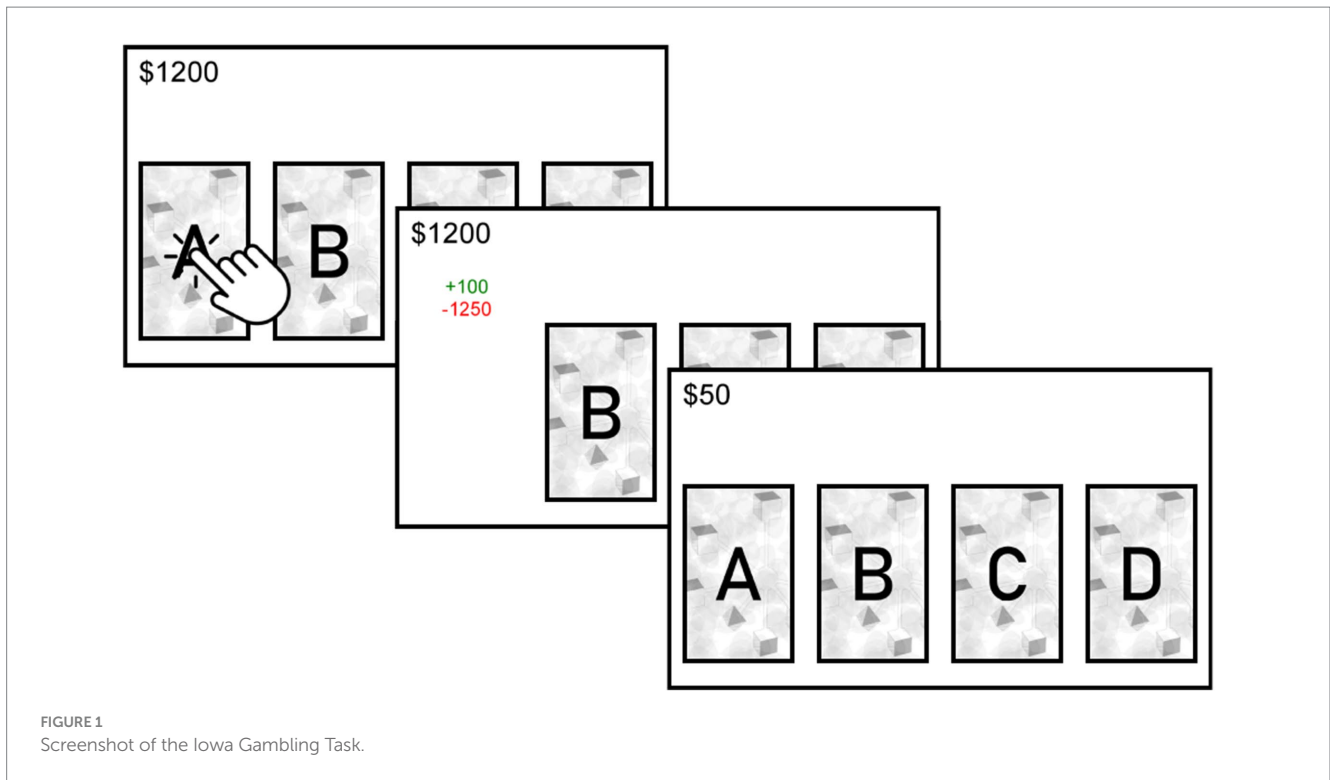 $1200
A B
$1200
+100
-1250
B
$50
A B C D
FIGURE 1
Screenshot of the Iowa Gambling Task.